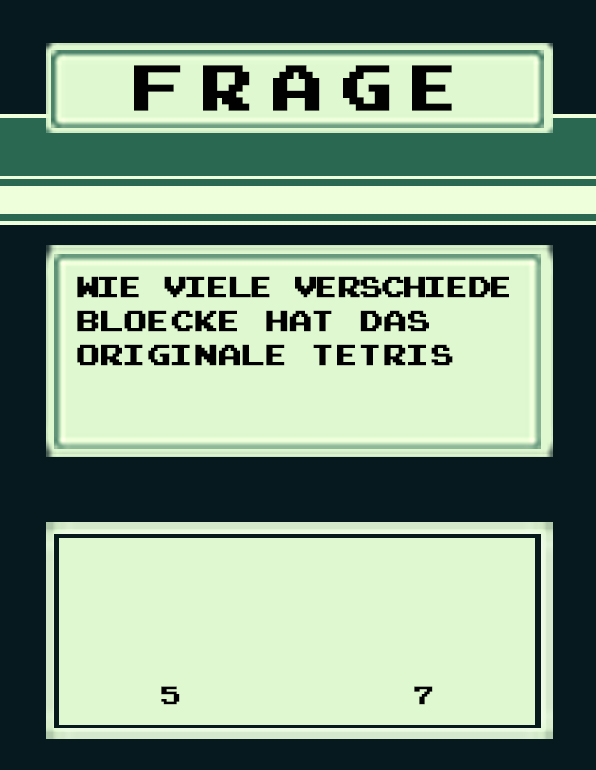 FRAGE
WIE VIELE VERSCHIEDE
BLOECKE HAT DAS
ORIGINALE TETRIS
5 7